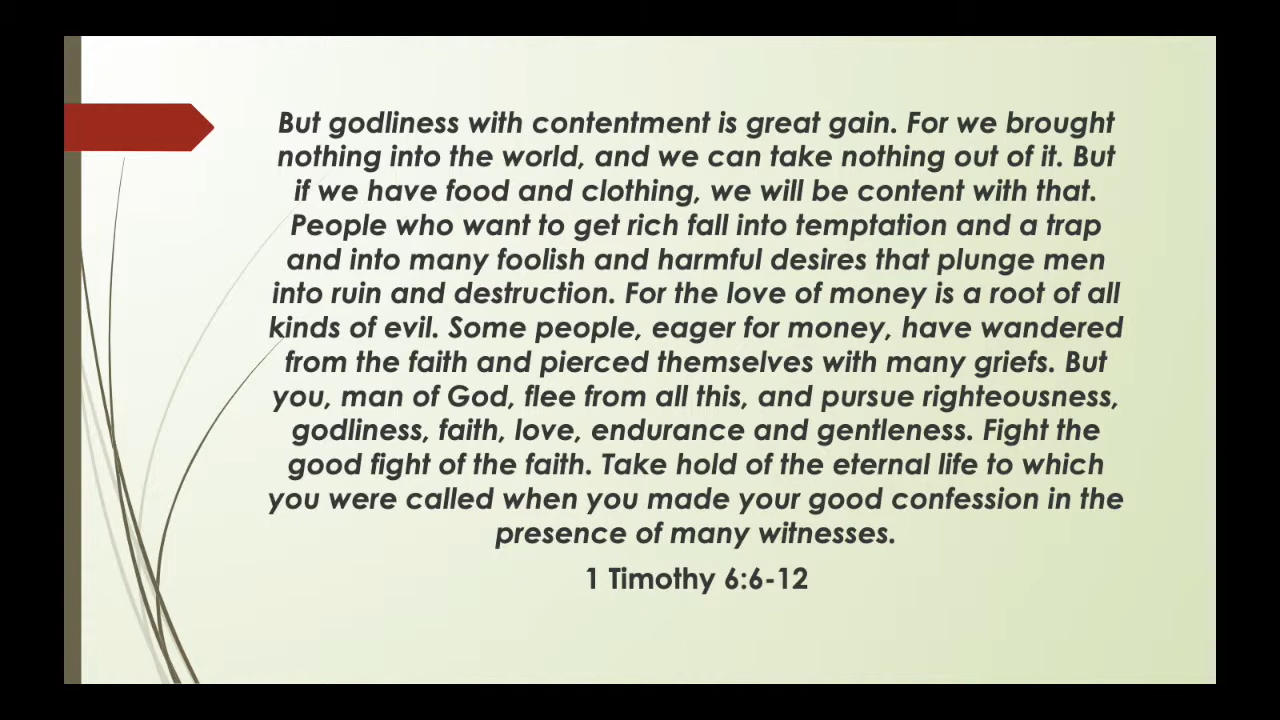 But godliness with contentment is great gain. For we brought
nothing into the world, and we can take nothing out of it. But
if we have food and clothing, we will be content with that.
People who want to get rich fall into temptation and a trap
and into many foolish and harmful desires that plunge men
into ruin and destruction. For the love of money is a root of all
kinds of evil. Some people, eager for money, have wandered
from the faith and pierced themselves with many griefs. But
you, man of God, flee from all this, and pursue righteousness,
godliness, faith, love, endurance and gentleness. Fight the
good fight of the faith. Take hold of the eternal life to which
you were called when you made your good confession in the
presence of many witnesses.
1 Timothy 6:6-12